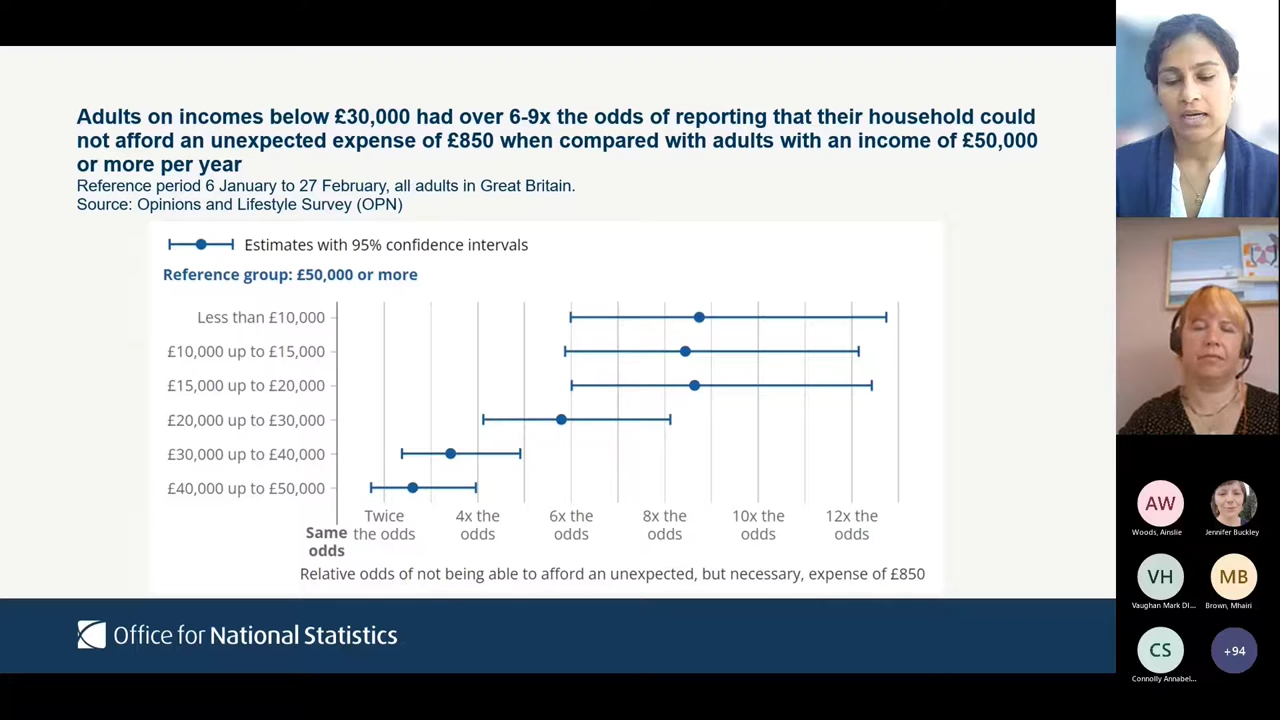 Adults on incomes below £30,000 had over 6-9x the odds of reporting that their household could
not afford an unexpected expense of £850 when compared with adults with an income of £50,000
or more per year
Reference period 6 January to 27 February, all adults in Great Britain.
Source: Opinions and Lifestyle Survey (OPN)
Estimates with 95% confidence intervals
Reference group: £50,000 or more
Less than £10,000
£10,000 up to £15,000
£15,000 up to £20,000
£20,000 up to £30,000
£30,000 up to £40,000
£40,000 up to £50,000
Same
odds
Twice
the odds
4x the
odds
6x the
odds
8x the
odds
10x the
odds
12x the
odds
Relative odds of not being able to afford an unexpected, but necessary, expense of £850
Office for National Statistics
AW
Woods, Ainslie
Jennifer Buckley
VH
Vaughan Mark DI...
MB
Brown, Mhairi
CS
Connolly Annabel...
+94